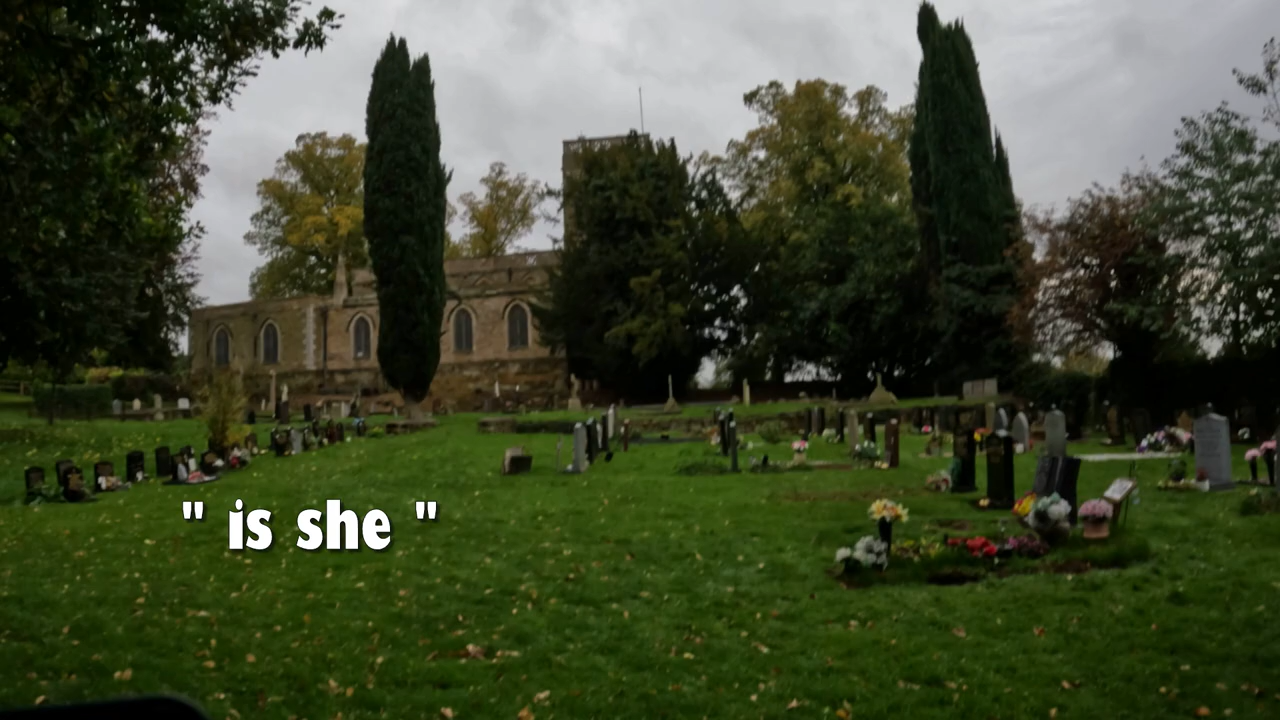 " is she "